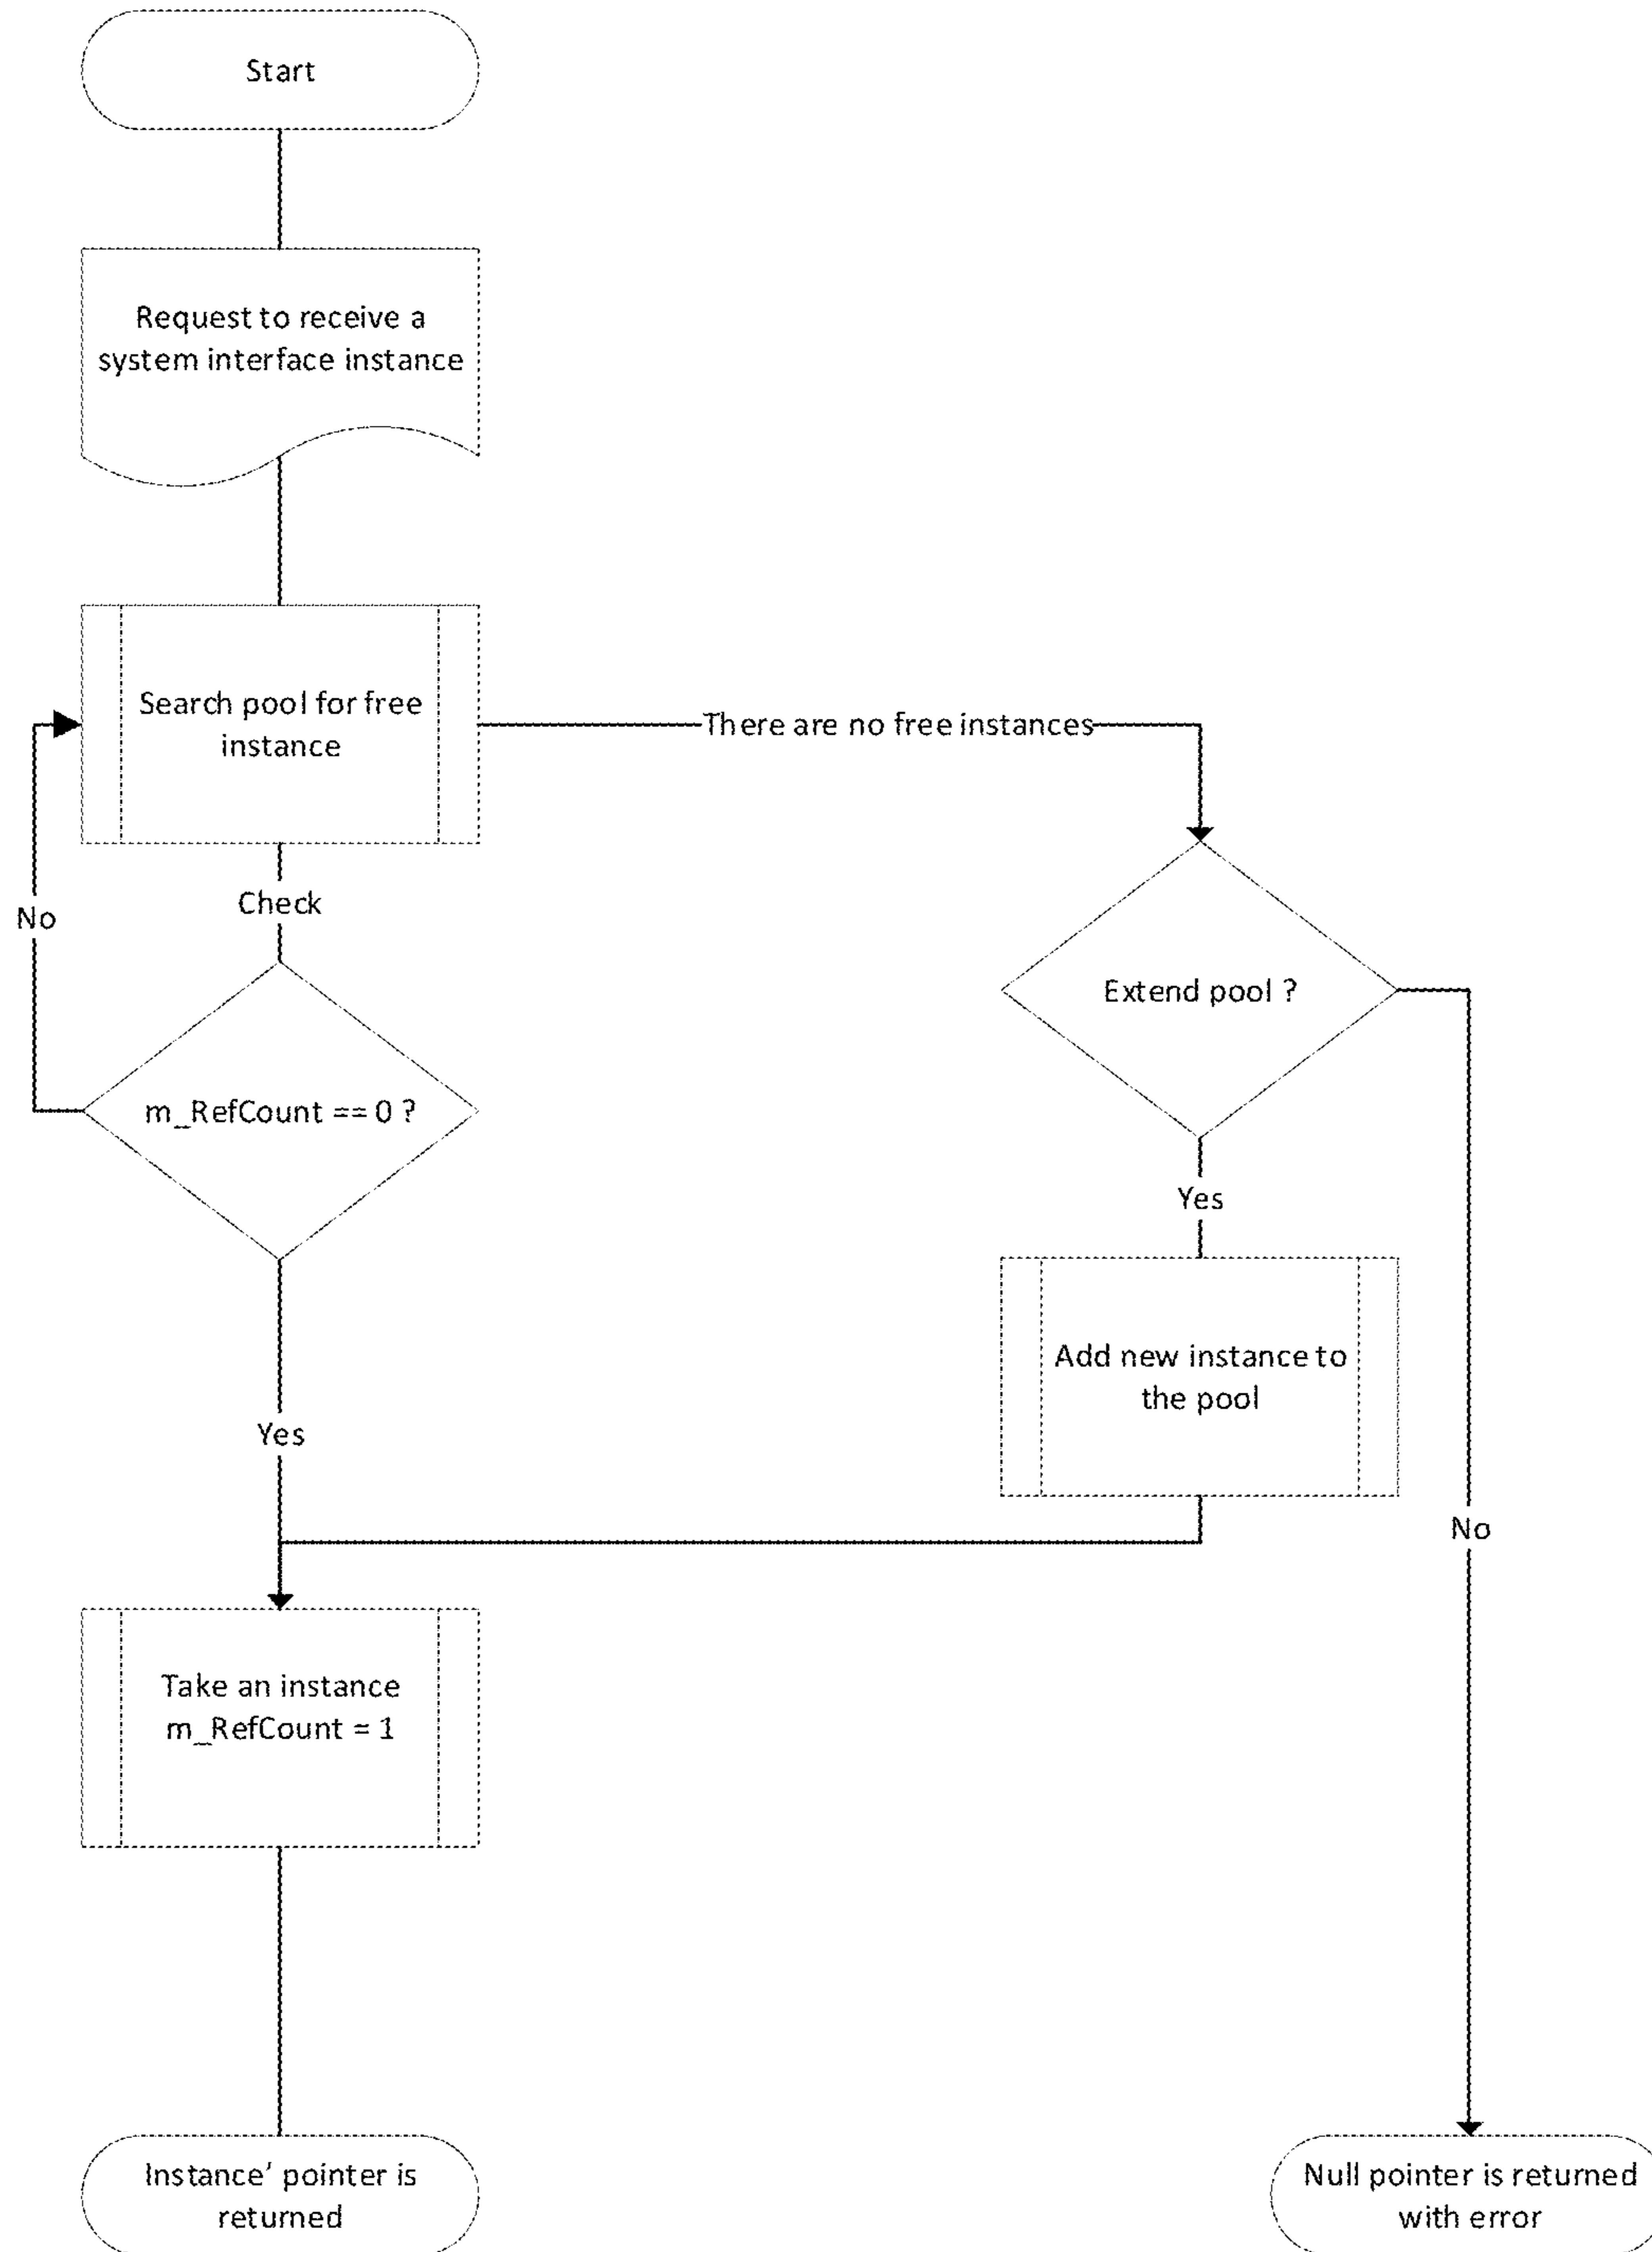 Start
Request to receive a
system interface instance
Search pool for free
instance
There are no free instances
No
Check
Extend pool ?
m_RefCount == 0 ?
Yes
Add new instance to
the pool
Yes
No
Take an instance
m_RefCount = 1
Instance' pointer is
returned
Null pointer is returned
with error